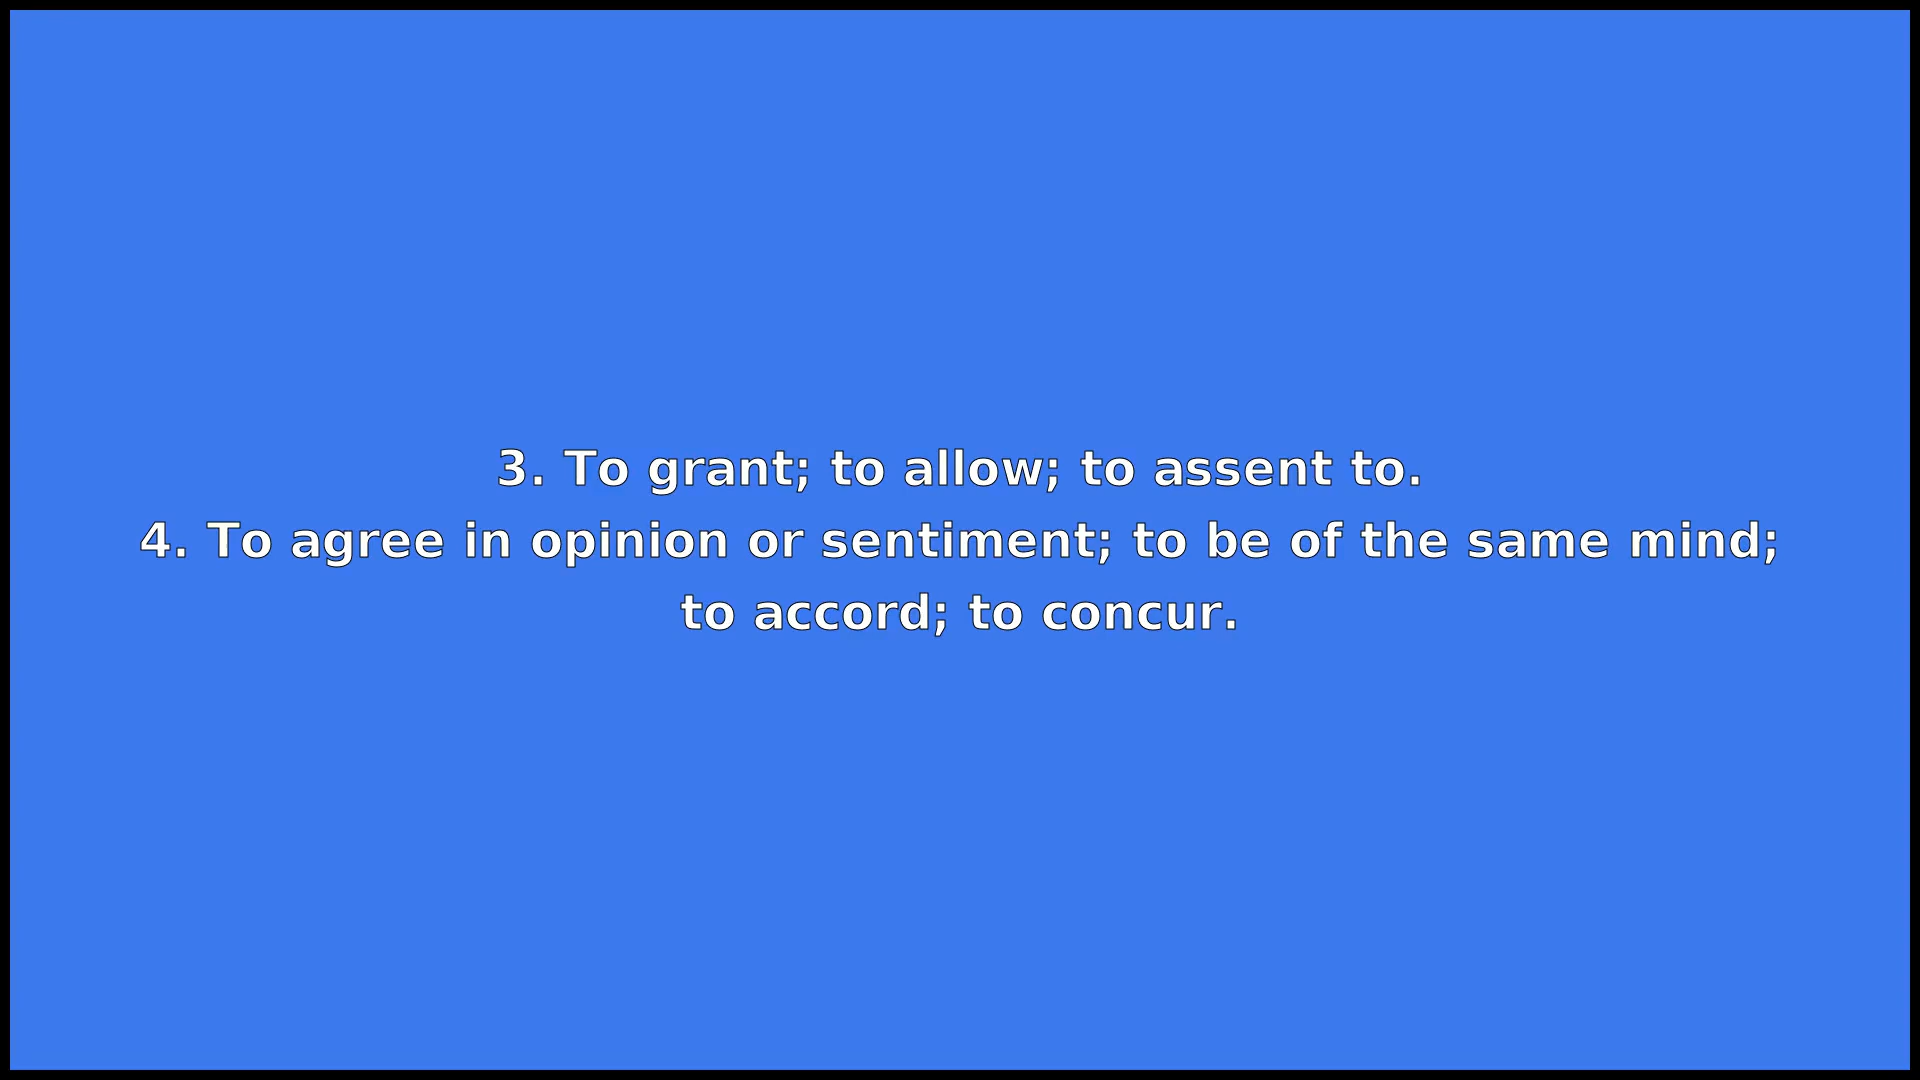 3. To grant; to allow; to assent to.
4. To agree in opinion or sentiment; to be of the same mind;
to accord; to concur.